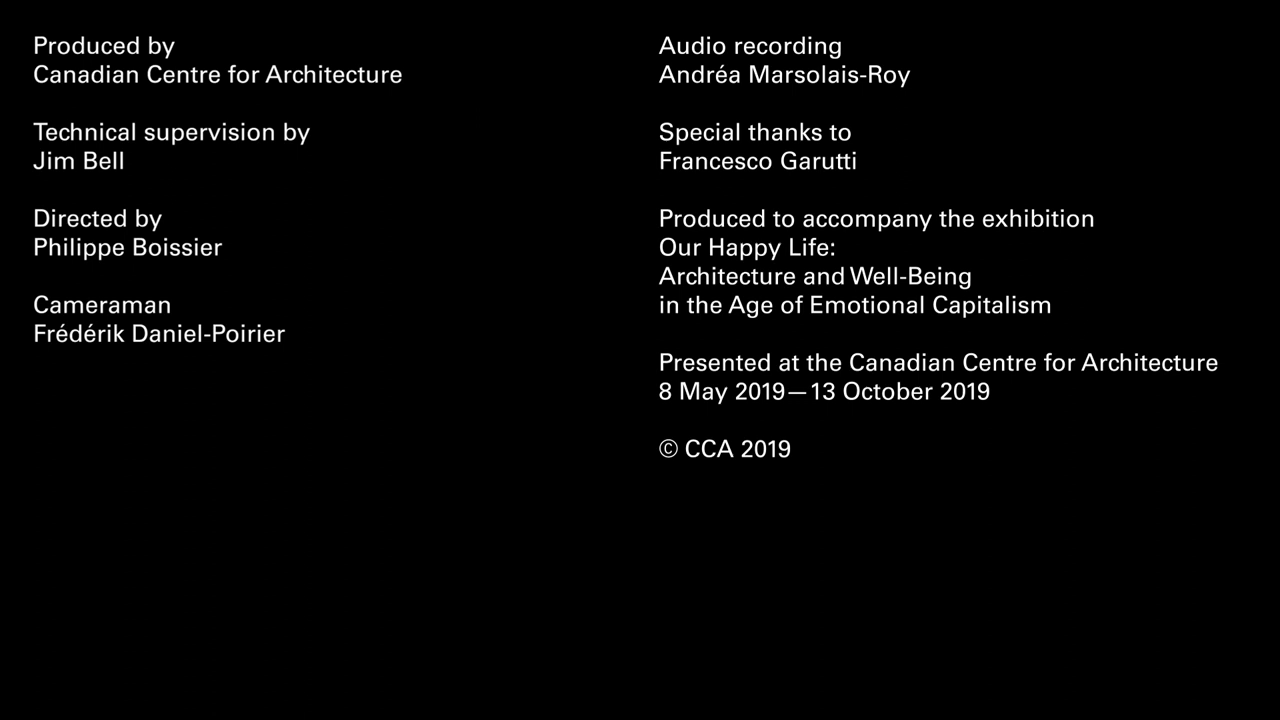 Produced by
Canadian Centre for Architecture
Technical supervision by
Jim Bell
Directed by
Philippe Boissier
Cameraman
Frédérik Daniel-Poirier
Audio recording
Andréa Marsolais-Roy
Special thanks to
Francesco Garutti
Produced to accompany the exhibition
Our Happy Life:
Architecture and Well-Being
in the Age of Emotional Capitalism
Presented at the Canadian Centre for Architecture
8 May 2019—13 October 2019
© CCA 2019